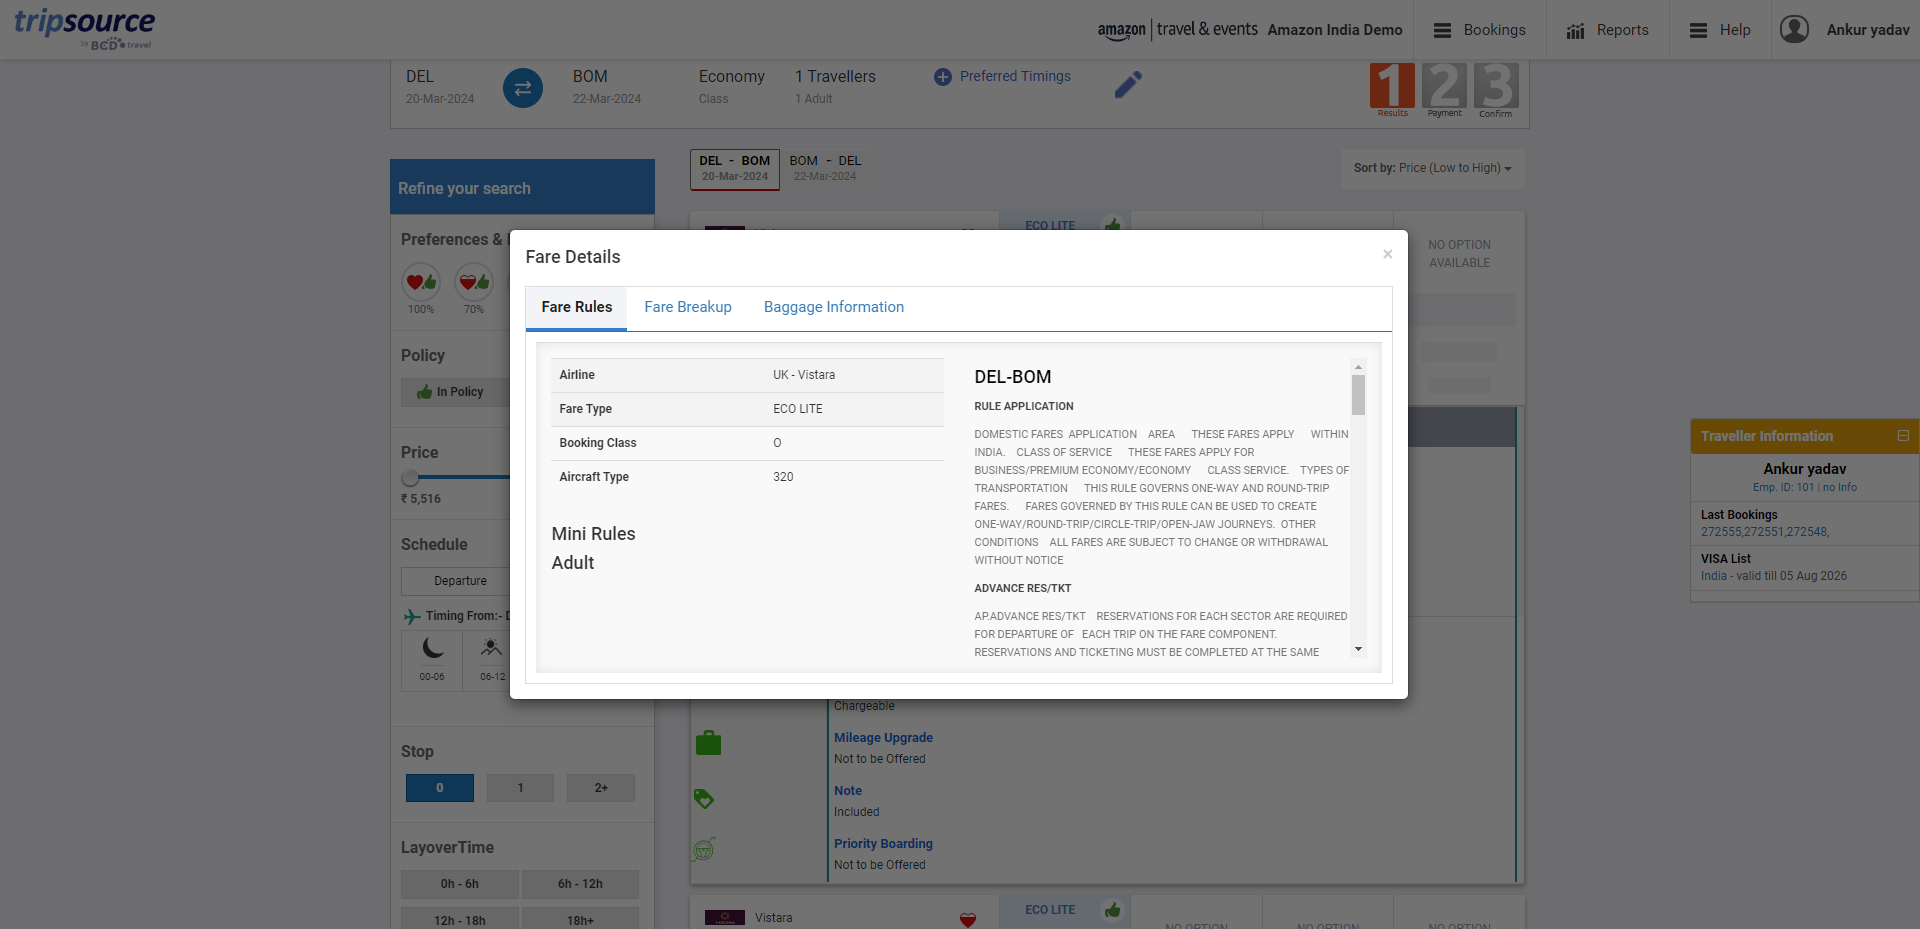 tripsource
by BCD travel
amazon | travel & events
Amazon India Demo
Bookings
Reports
Help
Ankur yadav
DEL
20-Mar-2024
BOM
22-Mar-2024
Economy
Class
1 Travellers
1 Adult
Preferred Timings
1
Results
2
Payment
3
Confirm
Refine your search
DEL - BOM
20-Mar-2024
BOM - DEL
22-Mar-2024
Sort by: Price (Low to High)
Preferences &
100%
70%
Policy
In Policy
Price
₹ 5,516
Schedule
Departure
Timing From:-
00-06
06-12
Stop
0
1
2+
LayoverTime
0h - 6h
6h - 12h
12h - 18h
18h+
ECO LITE
NO OPTION
AVAILABLE
Fare Details
×
Fare Rules
Fare Breakup
Baggage Information
Airline UK - Vistara
Fare Type ECO LITE
Booking Class O
Aircraft Type 320
Mini Rules
Adult
DEL-BOM
RULE APPLICATION
DOMESTIC FARES APPLICATION AREA THESE FARES APPLY WITHIN
INDIA. CLASS OF SERVICE THESE FARES APPLY FOR
BUSINESS/PREMIUM ECONOMY/ECONOMY CLASS SERVICE. TYPES OF
TRANSPORTATION THIS RULE GOVERNS ONE-WAY AND ROUND-TRIP
FARES. FARES GOVERNED BY THIS RULE CAN BE USED TO CREATE
ONE-WAY/ROUND-TRIP/CIRCLE-TRIP/OPEN-JAW JOURNEYS. OTHER
CONDITIONS ALL FARES ARE SUBJECT TO CHANGE OR WITHDRAWAL
WITHOUT NOTICE
ADVANCE RES/TKT
AP.ADVANCE RES/TKT RESERVATIONS FOR EACH SECTOR ARE REQUIRED
FOR DEPARTURE OF EACH TRIP ON THE FARE COMPONENT.
RESERVATIONS AND TICKETING MUST BE COMPLETED AT THE SAME
Chargeable
Mileage Upgrade
Not to be Offered
Note
Included
Priority Boarding
Not to be Offered
Vistara
ECO LITE
NO OPTION
NO OPTION
NO OPTION
Traveller Information
Ankur yadav
Emp. ID: 101 | no Info
Last Bookings
272555,272551,272548,
VISA List
India - valid till 05 Aug 2026